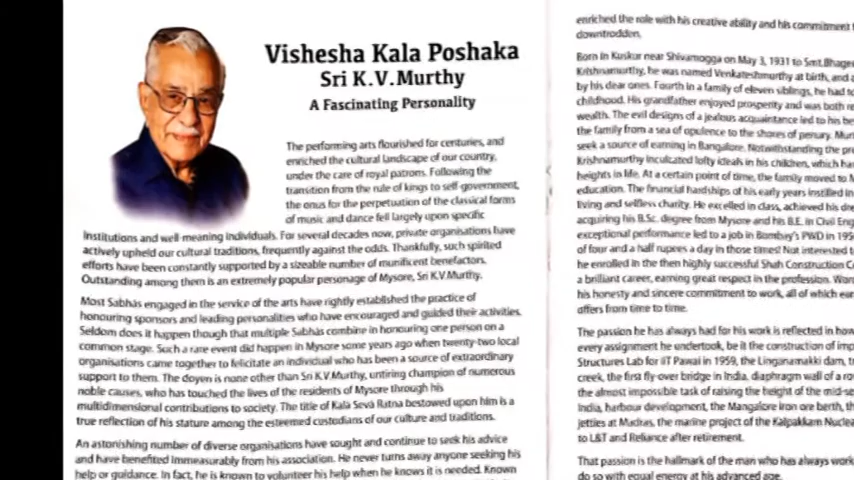 Vishesha Kala Poshaka
Sri K.V.Murthy
A Fascinating Personality
The performing arts flourished for centuries, and
enriched the cultural landscape of our country,
under the care of royal patrons. Following the
transition from the rule of kings to self-government,
the onus for the perpetuation of the classical forms
of music and dance fell largely upon specific
institutions and well-meaning individuals. For several decades now, private organisations have
actively upheld our cultural traditions, frequently against the odds. Thankfully, such spirited
efforts have been constantly supported by a sizeable number of munificent benefactors.
Outstanding among them is an extremely popular personage of Mysore, Sri K.V.Murthy.
Most Sabhās engaged in the service of the arts have rightly established the practice of
honouring sponsors and leading personalities who have encouraged and guided their activities.
Seldom does it happen though that multiple Sabhās combine in honouring one person on a
common stage. Such a rare event did happen in Mysore some years ago when twenty-two local
organisations came together to felicitate an individual who has been a source of extraordinary
support to them. The doyen is none other than Sri K.V.Murthy, untiring champion of numerous
noble causes, who has touched the lives of the residents of Mysore through his
multidimensional contributions to society. The title of Kala Sevā Ratna bestowed upon him is a
true reflection of his stature among the esteemed custodians of our culture and traditions.
An astonishing number of diverse organisations have sought and continue to seek his advice
and have benefited immeasurably from his association. He never turns away anyone seeking his
help or guidance. In fact, he is known to volunteer his help when he knows it is needed. Known
enriched the role with his creative ability and his commitment
downtrodden.
Born in Kuskur near Shivamogga on May 3, 1931 to Smt.
Krishnamurthy, he was named Venkateshmurthy at birth, and
by his dear ones. Fourth in a family of eleven siblings, he had
childhood. His grandfather enjoyed prosperity and was both
wealth. The evil designs of a jealous acquaintance led to his
the family from a sea of opulence to the shores of penury.
seek a source of earning in Bangalore. Notwithstanding the
Krishnamurthy inculcated lofty ideals in his children, which
heights in life. At a certain point of time, the family moved to
education. The financial hardships of his early years instilled
living and selfless charity. He excelled in class, achieved his
acquiring his B.Sc. degree from Mysore and his B.E. in Civil
exceptional performance led to a job in Bombay's PWD in
of four and a half rupees a day in those times! Not interested
he enrolled in the then highly successful Shah Construction
a brilliant career, earning great respect in the profession.
his honesty and sincere commitment to work, all of which
offers from time to time.
The passion he has always had for his work is reflected in how
every assignment he undertook, be it the construction of
Structures Lab for IIT Pawai in 1959, the Linganamakki dam,
creek, the first fly-over bridge in India, diaphragm wall of a
the almost impossible task of raising the height of the
India, harbour development, the Mangalore iron ore berth,
jetties at Madras, the marine project of the Kalpakkam
to L&T and Reliance after retirement.
That passion is the hallmark of the man who has always
do so with equal energy at his advanced age.